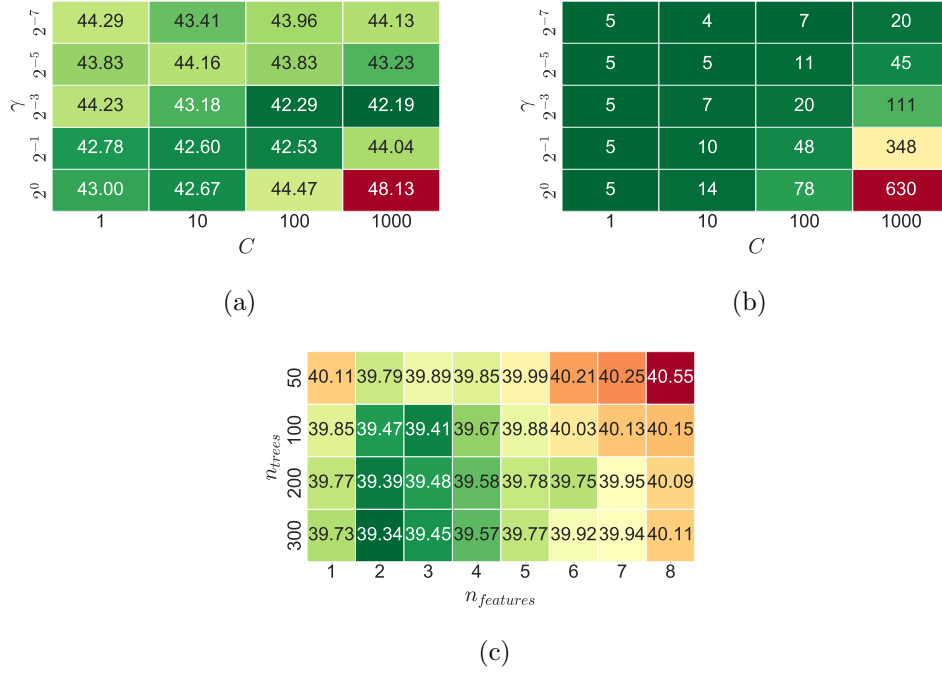 γ
2^-7 44.29 43.41 43.96 44.13
2^-5 43.83 44.16 43.83 43.23
2^-3 44.23 43.18 42.29 42.19
2^-1 42.78 42.60 42.53 44.04
2^0 43.00 42.67 44.47 48.13
1 10 100 1000
C
(a)
γ
2^-7 5 4 7 20
2^-5 5 5 11 45
2^-3 5 7 20 111
2^-1 5 10 48 348
2^0 5 14 78 630
1 10 100 1000
C
(b)
n_trees
50 40.11 39.79 39.89 39.85 39.99 40.21 40.25 40.55
100 39.85 39.47 39.41 39.67 39.88 40.03 40.13 40.15
200 39.77 39.39 39.48 39.58 39.78 39.75 39.95 40.09
300 39.73 39.34 39.45 39.57 39.77 39.92 39.94 40.11
1 2 3 4 5 6 7 8
n_features
(c)